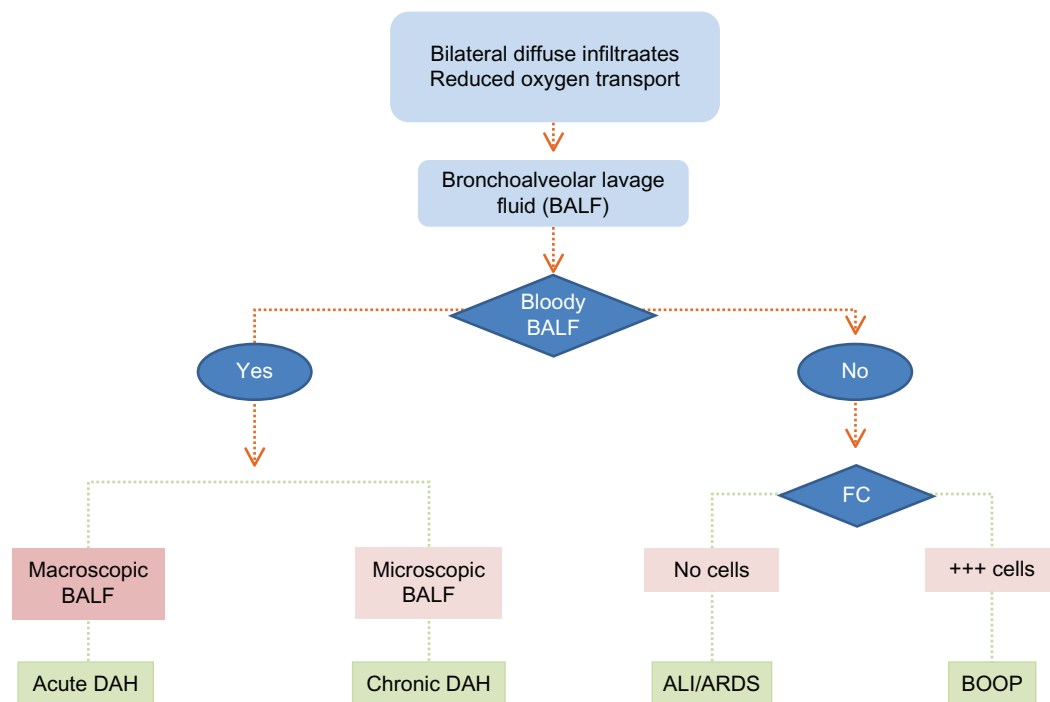 Bilateral diffuse infiltraates
Reduced oxygen transport
Bronchoalveolar lavage
fluid (BALF)
Bloody
BALF
Yes
No
FC
Macroscopic
BALF
Microscopic
BALF
No cells
+++ cells
Acute DAH
Chronic DAH
ALI/ARDS
BOOP